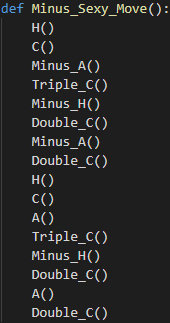 def Minus_Sexy_Move():
H()
C()
Minus_A()
Triple_C()
Minus_H()
Double_C()
Minus_A()
Double_C()
H()
C()
A()
Triple_C()
Minus_H()
Double_C()
A()
Double_C()